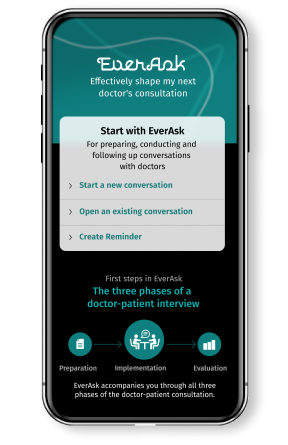 EverAsk
Effectively shape my next
doctor's consultation
Start with EverAsk
For preparing, conducting and
following up conversations
with doctors
Start a new conversation
Open an existing conversation
Create Reminder
First steps in EverAsk
The three phases of a
doctor-patient interview
Preparation
Implementation
Evaluation
EverAsk accompanies you through all three
phases of the doctor-patient consultation.